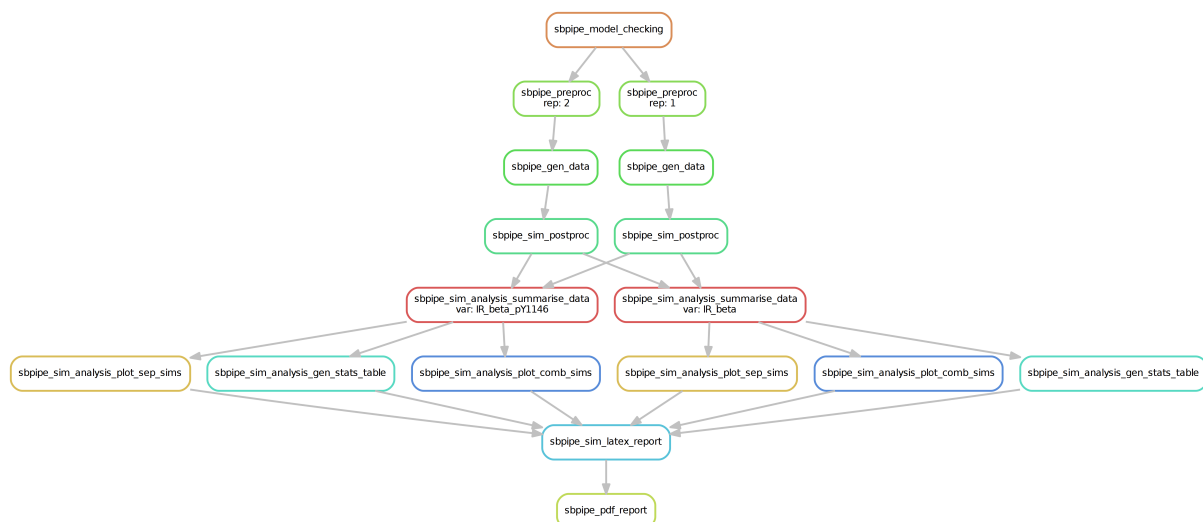 sbpipe_model_checking
sbpipe_preproc
rep: 2
sbpipe_preproc
rep: 1
sbpipe_gen_data
sbpipe_gen_data
sbpipe_sim_postproc
sbpipe_sim_postproc
sbpipe_sim_analysis_summarise_data
var: IR_beta_pY1146
sbpipe_sim_analysis_summarise_data
var: IR_beta
sbpipe_sim_analysis_plot_sep_sims
sbpipe_sim_analysis_gen_stats_table
sbpipe_sim_analysis_plot_comb_sims
sbpipe_sim_analysis_plot_sep_sims
sbpipe_sim_analysis_plot_comb_sims
sbpipe_sim_analysis_gen_stats_table
sbpipe_sim_latex_report
sbpipe_pdf_report